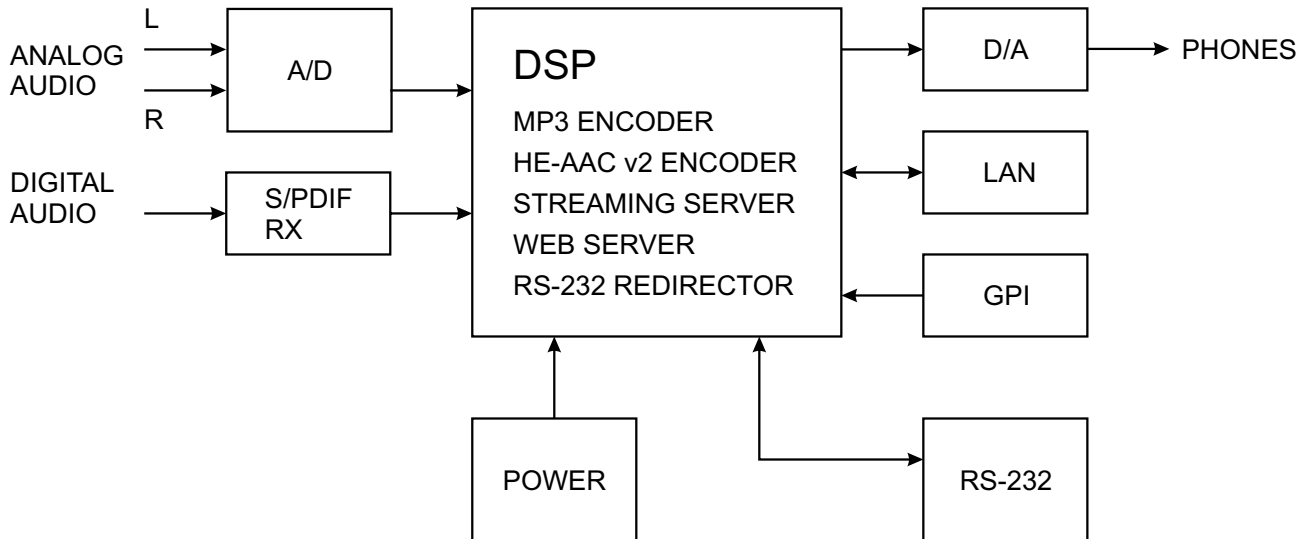 L
ANALOG
AUDIO
R
A/D
DIGITAL
AUDIO
S/PDIF
RX
DSP
MP3 ENCODER
HE-AAC v2 ENCODER
STREAMING SERVER
WEB SERVER
RS-232 REDIRECTOR
D/A
PHONES
LAN
GPI
POWER
RS-232